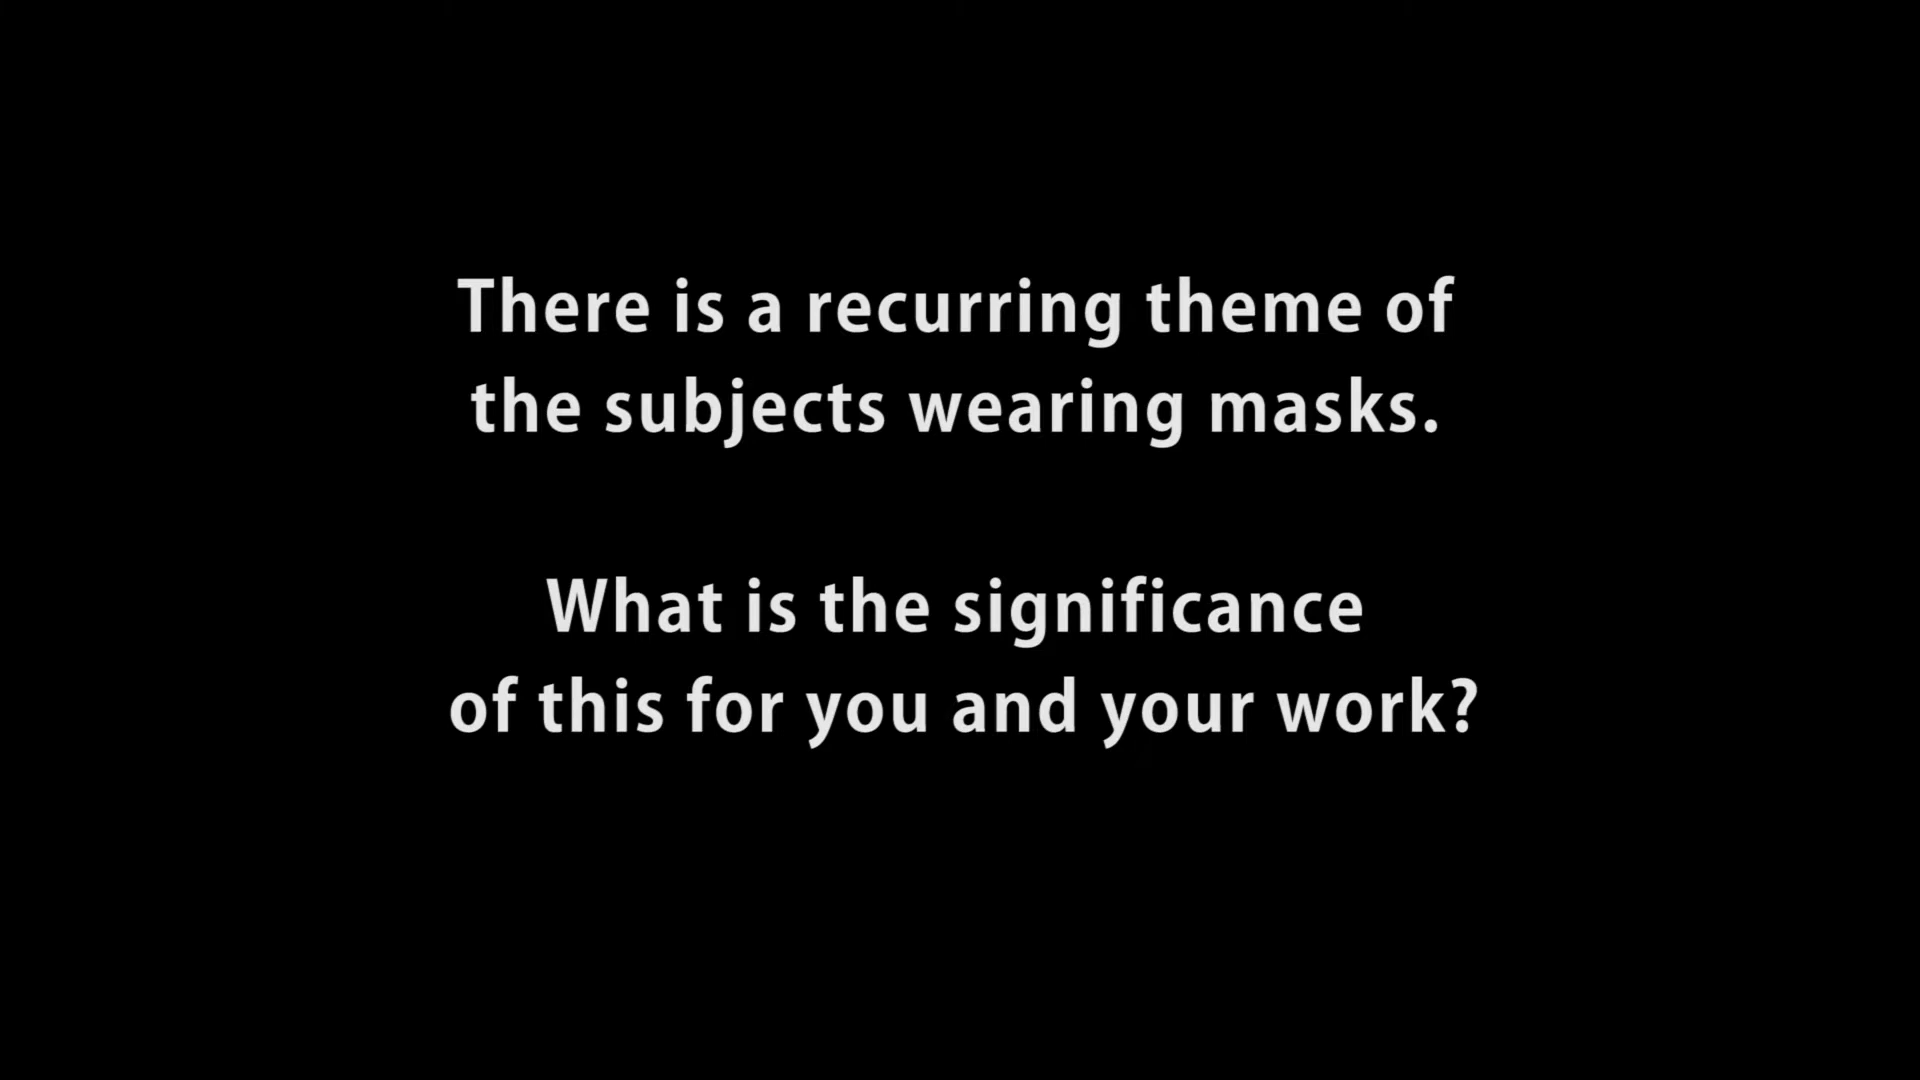 There is a recurring theme of
the subjects wearing masks.
What is the significance
of this for you and your work?